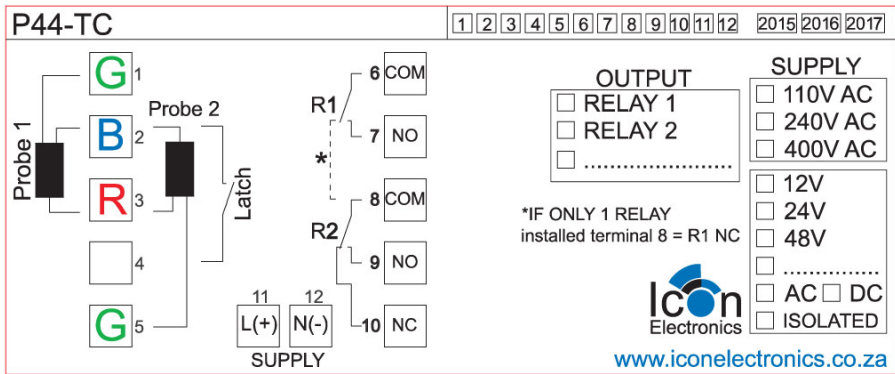 P44-TC
1 2 3 4 5 6 7 8 9 10 11 12 2015 2016 2017
G 1
Probe 1
B 2
Probe 2
R 3
4
G 5
Latch
11 12
L(+) N(-)
SUPPLY
R1
6 COM
7 NO
*
8 COM
R2
9 NO
10 NC
OUTPUT
RELAY 1
RELAY 2
..........................
*IF ONLY 1 RELAY
installed terminal 8 = R1 NC
SUPPLY
110V AC
240V AC
400V AC
12V
24V
48V
................
AC DC
ISOLATED
Icon
Electronics
www.iconelectronics.co.za